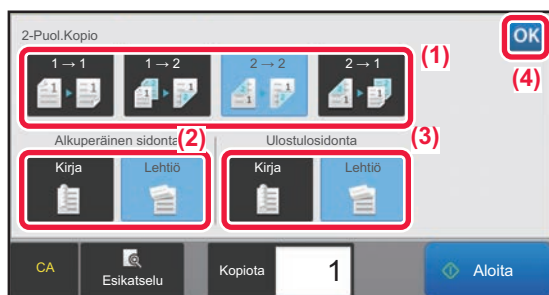 2-Puol.Kopio
OK
(1)
(4)
1 → 1
1 → 2
2 → 2
2 → 1
Alkuperäinen sidonta
(2)
Ulostulosidonta
(3)
Kirja
Lehtiö
Kirja
Lehtiö
CA
Esikatselu
Kopiota
1
Aloita